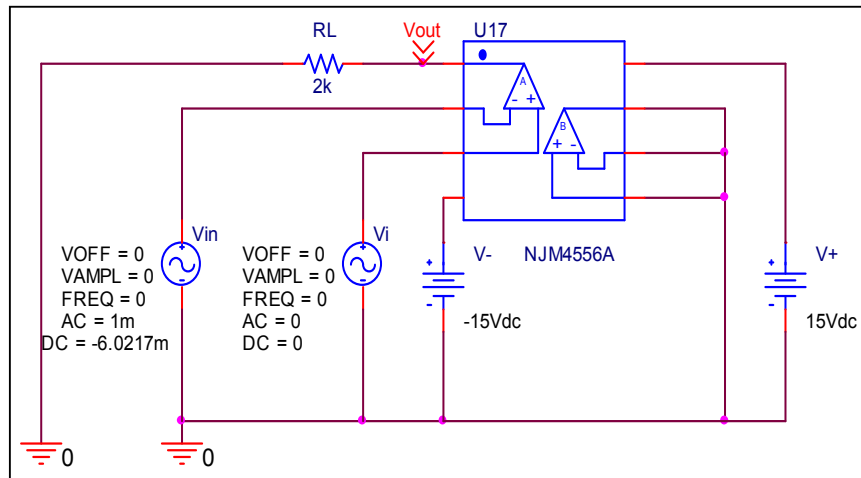 RL
Vout
U17
2k
A
- +
B
+ -
Vin
VOFF = 0
VAMPL = 0
FREQ = 0
AC = 1m
DC = -6.0217m
+
-
Vi
VOFF = 0
VAMPL = 0
FREQ = 0
AC = 0
DC = 0
+
-
V-
NJM4556A
+
-
-15Vdc
V+
+
-
15Vdc
0
0